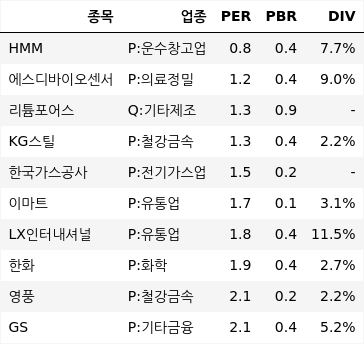 종목 업종 PER PBR DIV
HMM P:운수창고업 0.8 0.4 7.7%
에스디바이오센서 P:의료정밀 1.2 0.4 9.0%
리튬포어스 Q:기타제조 1.3 0.9 -
KG스틸 P:철강금속 1.3 0.4 2.2%
한국가스공사 P:전기가스업 1.5 0.2 -
이마트 P:유통업 1.7 0.1 3.1%
LX인터내셔널 P:유통업 1.8 0.4 11.5%
한화 P:화학 1.9 0.4 2.7%
영풍 P:철강금속 2.1 0.2 2.2%
GS P:기타금융 2.1 0.4 5.2%